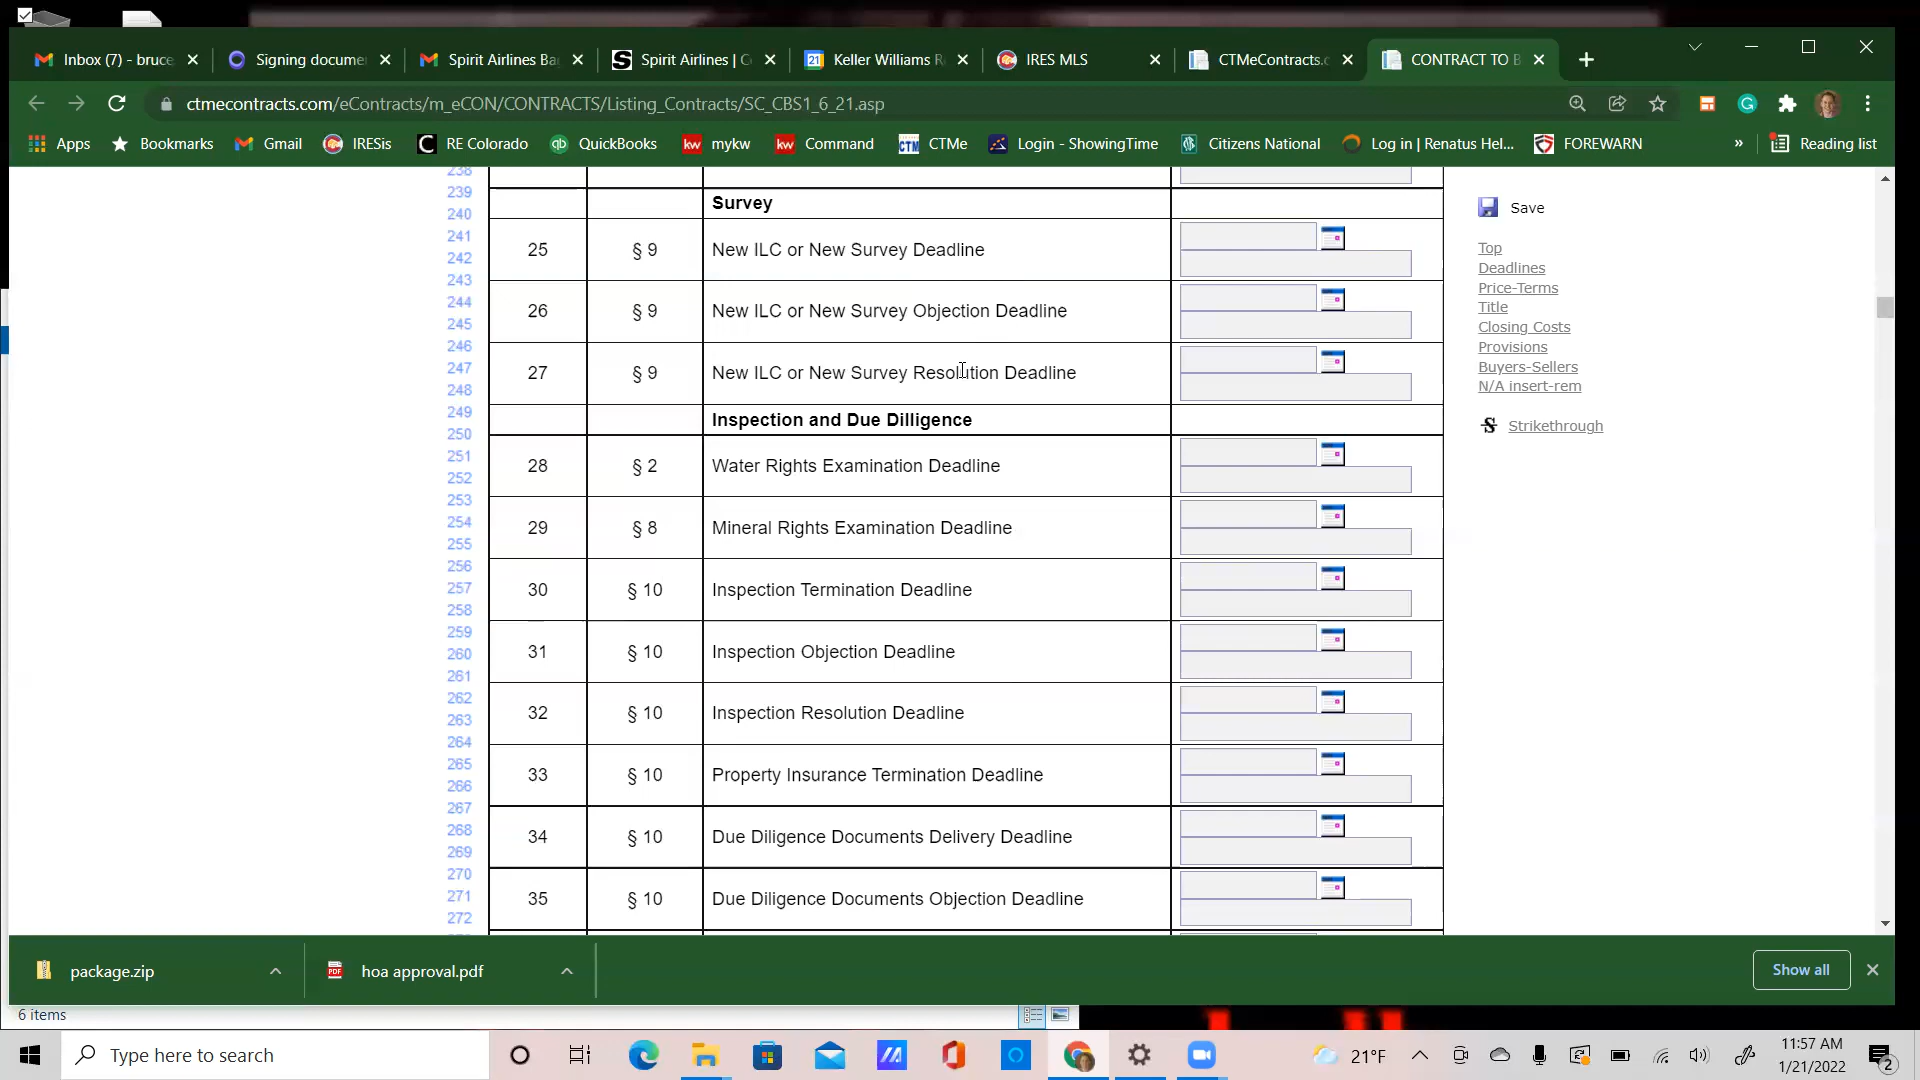 Inbox (7) - bruce
Signing docume
Spirit Airlines Ba
Spirit Airlines | C
Keller Williams R
IRES MLS
CTMeContracts.c
CONTRACT TO B
ctmecontracts.com/eContracts/m_eCON/CONTRACTS/Listing_Contracts/SC_CBS1_6_21.asp
Apps
Bookmarks
Gmail
IRESis
RE Colorado
QuickBooks
kw mykw
kw Command
CTM CTMe
Login - ShowingTime
Citizens National
Log in | Renatus Hel...
FOREWARN
»
Reading list
238
239
240
Survey
241
242
25 § 9 New ILC or New Survey Deadline
243
244
245
26 § 9 New ILC or New Survey Objection Deadline
246
247
248
27 § 9 New ILC or New Survey Resolution Deadline
249
250
Inspection and Due Dilligence
251
252
28 § 2 Water Rights Examination Deadline
253
254
255
29 § 8 Mineral Rights Examination Deadline
256
257
258
30 § 10 Inspection Termination Deadline
259
260
261
31 § 10 Inspection Objection Deadline
262
263
264
32 § 10 Inspection Resolution Deadline
265
266
33 § 10 Property Insurance Termination Deadline
267
268
269
34 § 10 Due Diligence Documents Delivery Deadline
270
271
272
35 § 10 Due Diligence Documents Objection Deadline
Save
Top
Deadlines
Price-Terms
Title
Closing Costs
Provisions
Buyers-Sellers
N/A insert-rem
S Strikethrough
package.zip
PDF hoa approval.pdf
Show all
6 items
Type here to search
21°F
11:57 AM
1/21/2022
2